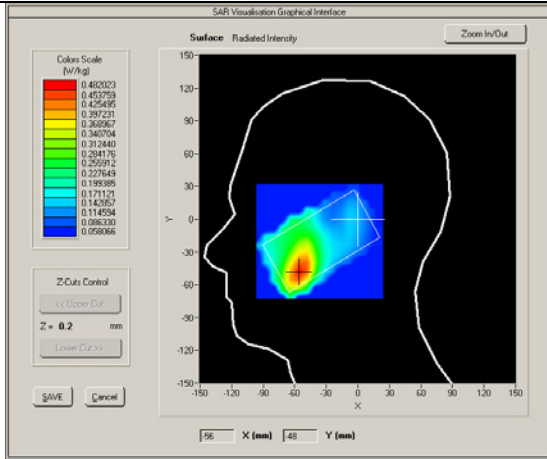 SAR Visualisation Graphical Interface
Surface Radiated Intensity
Zoom In/Out
Colors Scale
(W/kg)
0.482023
0.453759
0.425495
0.397231
0.368967
0.340704
0.312440
0.284176
0.255912
0.227649
0.199385
0.171121
0.142857
0.114594
0.086330
0.058066
Z-Cuts Control
<< Upper Cut
Z = 0.2 mm
Lower Cut >>
SAVE
Cancel
150-
120-
90-
60-
30-
0-
-30-
-60-
-90-
-120-
-150-
Y
-150 -120 -90 -60 -30 0 30 60 90 120 150
X
-56 X (mm) -48 Y (mm)